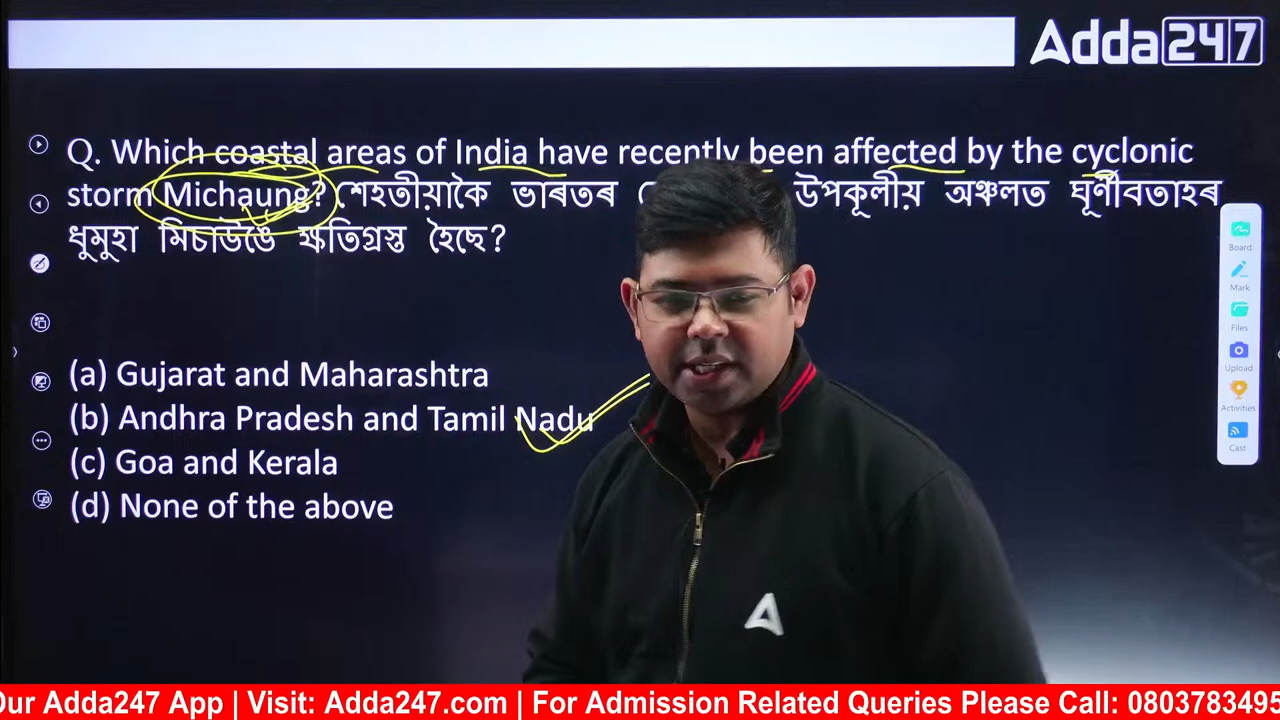 Adda247
Q. Which coastal areas of India have recently been affected by the cyclonic
storm Michaung? শেহতীয়াকৈ ভাৰতৰ উপকূলীয় অঞ্চলত ঘূৰ্ণীবতাহৰ
ধুমুহা মিচাউঙে ক্ষতিগ্ৰস্ত হৈছে?
(a) Gujarat and Maharashtra
(b) Andhra Pradesh and Tamil Nadu
(c) Goa and Kerala
(d) None of the above
Board
Mark
Files
Upload
Activities
Cast
Our Adda247 App | Visit: Adda247.com | For Admission Related Queries Please Call: 0803783495